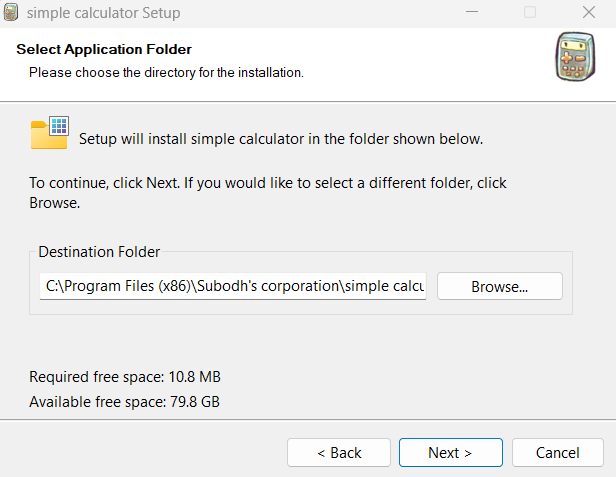 simple calculator Setup
Select Application Folder
Please choose the directory for the installation.
Setup will install simple calculator in the folder shown below.
To continue, click Next. If you would like to select a different folder, click
Browse.
Destination Folder
C:\Program Files (x86)\Subodh's corporation\simple calcu
Browse...
Required free space: 10.8 MB
Available free space: 79.8 GB
< Back
Next >
Cancel